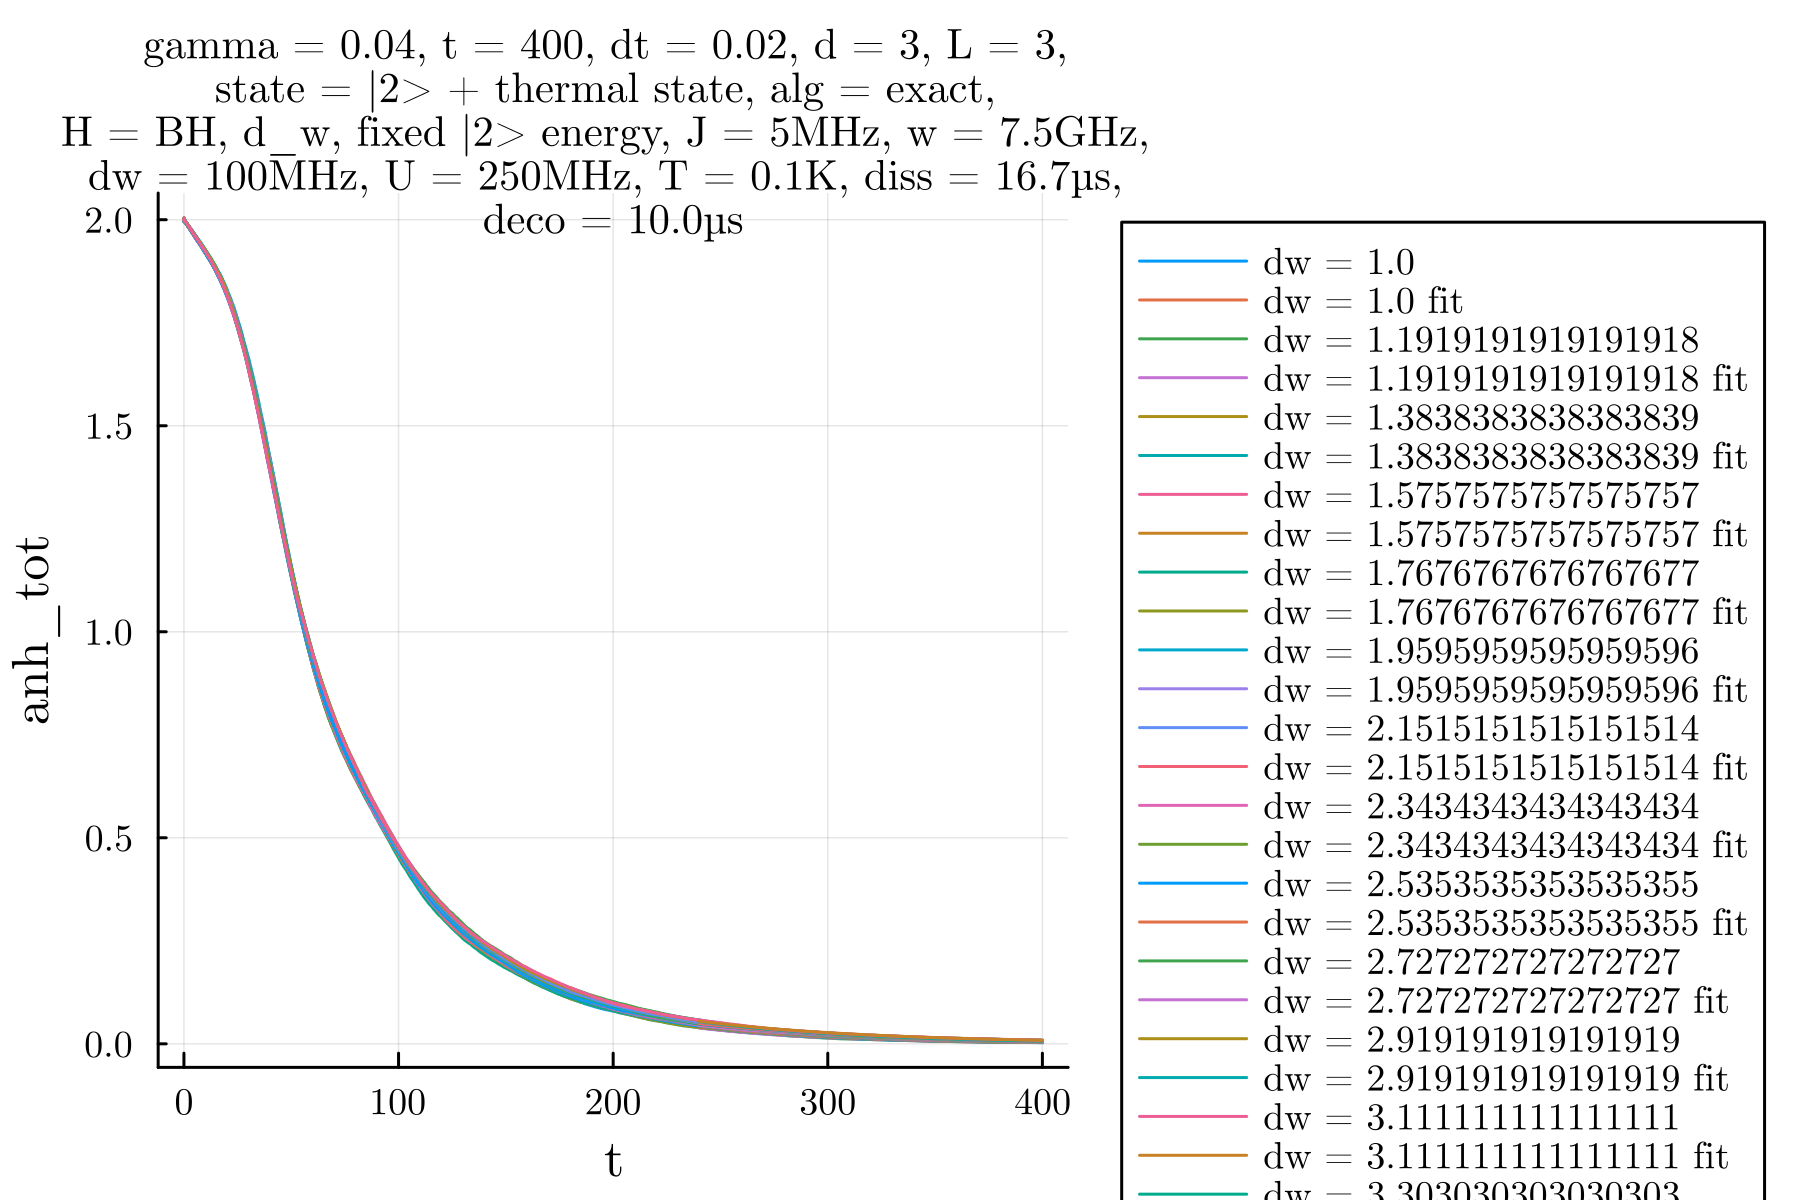 gamma = 0.04, t = 400, dt = 0.02, d = 3, L = 3,
state = |2> + thermal state, alg = exact,
H = BH, d_w, fixed |2> energy, J = 5MHz, w = 7.5GHz,
dw = 100MHz, U = 250MHz, T = 0.1K, diss = 16.7µs,
deco = 10.0µs
2.0
1.5
1.0
0.5
0.0
anh_tot
0 100 200 300 400
t
dw = 1.0
dw = 1.0 fit
dw = 1.1919191919191918
dw = 1.1919191919191918 fit
dw = 1.3838383838383839
dw = 1.3838383838383839 fit
dw = 1.5757575757575757
dw = 1.5757575757575757 fit
dw = 1.7676767676767677
dw = 1.7676767676767677 fit
dw = 1.9595959595959596
dw = 1.9595959595959596 fit
dw = 2.1515151515151514
dw = 2.1515151515151514 fit
dw = 2.3434343434343434
dw = 2.3434343434343434 fit
dw = 2.5353535353535355
dw = 2.5353535353535355 fit
dw = 2.727272727272727
dw = 2.727272727272727 fit
dw = 2.919191919191919
dw = 2.919191919191919 fit
dw = 3.111111111111111
dw = 3.111111111111111 fit
dw = 3.303030303030303